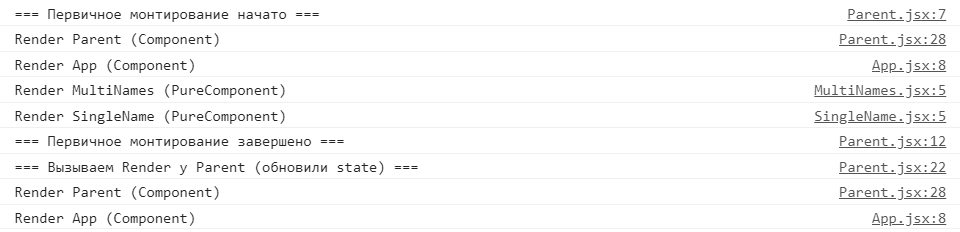 === Первичное монтирование начато === Parent.jsx:7
Render Parent (Component) Parent.jsx:28
Render App (Component) App.jsx:8
Render MultiNames (PureComponent) MultiNames.jsx:5
Render SingleName (PureComponent) SingleName.jsx:5
=== Первичное монтирование завершено === Parent.jsx:12
=== Вызываем Render у Parent (обновили state) === Parent.jsx:22
Render Parent (Component) Parent.jsx:28
Render App (Component) App.jsx:8